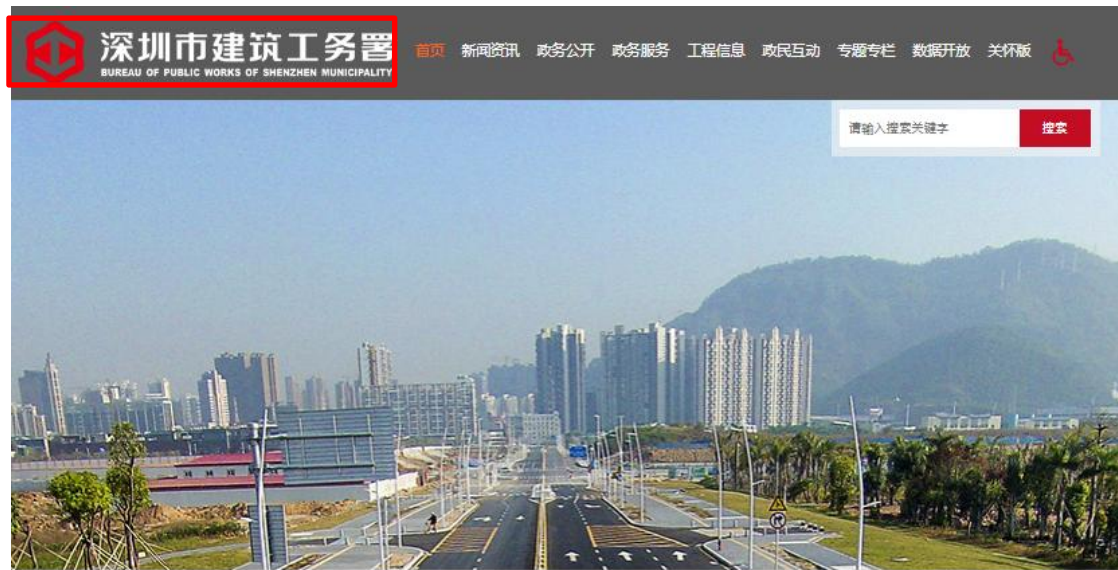 深圳市建筑工务署
BUREAU OF PUBLIC WORKS OF SHENZHEN MUNICIPALITY
首页 新闻资讯 政务公开 政务服务 工程信息 政民互动 专题专栏 数据开放 关怀版
请输入搜索关键字 搜索